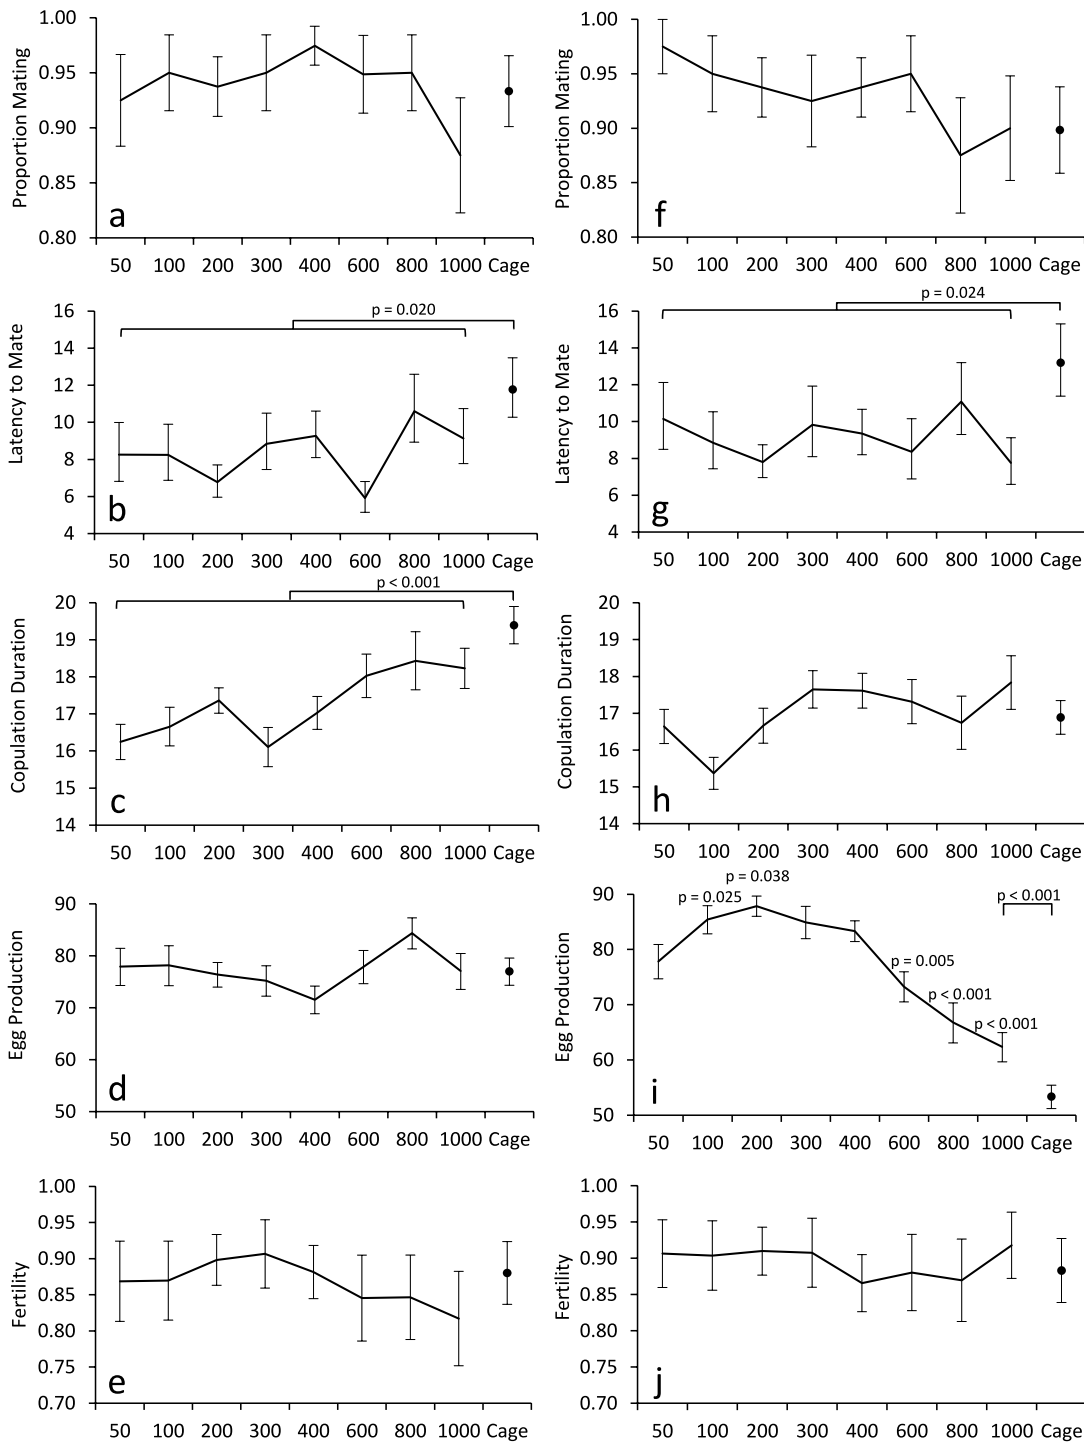 Proportion Mating
1.00
0.95
0.90
0.85
0.80
a
50 100 200 300 400 600 800 1000 Cage
Proportion Mating
1.00
0.95
0.90
0.85
0.80
f
50 100 200 300 400 600 800 1000 Cage
Latency to Mate
16
14
12
10
8
6
4
p = 0.020
b
50 100 200 300 400 600 800 1000 Cage
Latency to Mate
16
14
12
10
8
6
4
p = 0.024
g
50 100 200 300 400 600 800 1000 Cage
Copulation Duration
20
19
18
17
16
15
14
p < 0.001
c
50 100 200 300 400 600 800 1000 Cage
Copulation Duration
20
19
18
17
16
15
14
h
50 100 200 300 400 600 800 1000 Cage
Egg Production
90
80
70
60
50
d
50 100 200 300 400 600 800 1000 Cage
Egg Production
90
80
70
60
50
p = 0.025
p = 0.038
p = 0.005
p < 0.001
p < 0.001
p < 0.001
i
50 100 200 300 400 600 800 1000 Cage
Fertility
1.00
0.95
0.90
0.85
0.80
0.75
0.70
e
50 100 200 300 400 600 800 1000 Cage
Fertility
1.00
0.95
0.90
0.85
0.80
0.75
0.70
j
50 100 200 300 400 600 800 1000 Cage